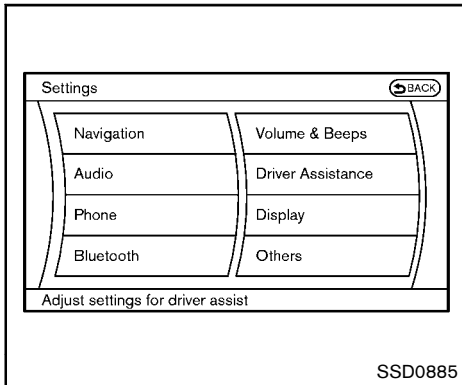 Settings
BACK
Navigation
Audio
Phone
Bluetooth
Volume & Beeps
Driver Assistance
Display
Others
Adjust settings for driver assist
SSD0885